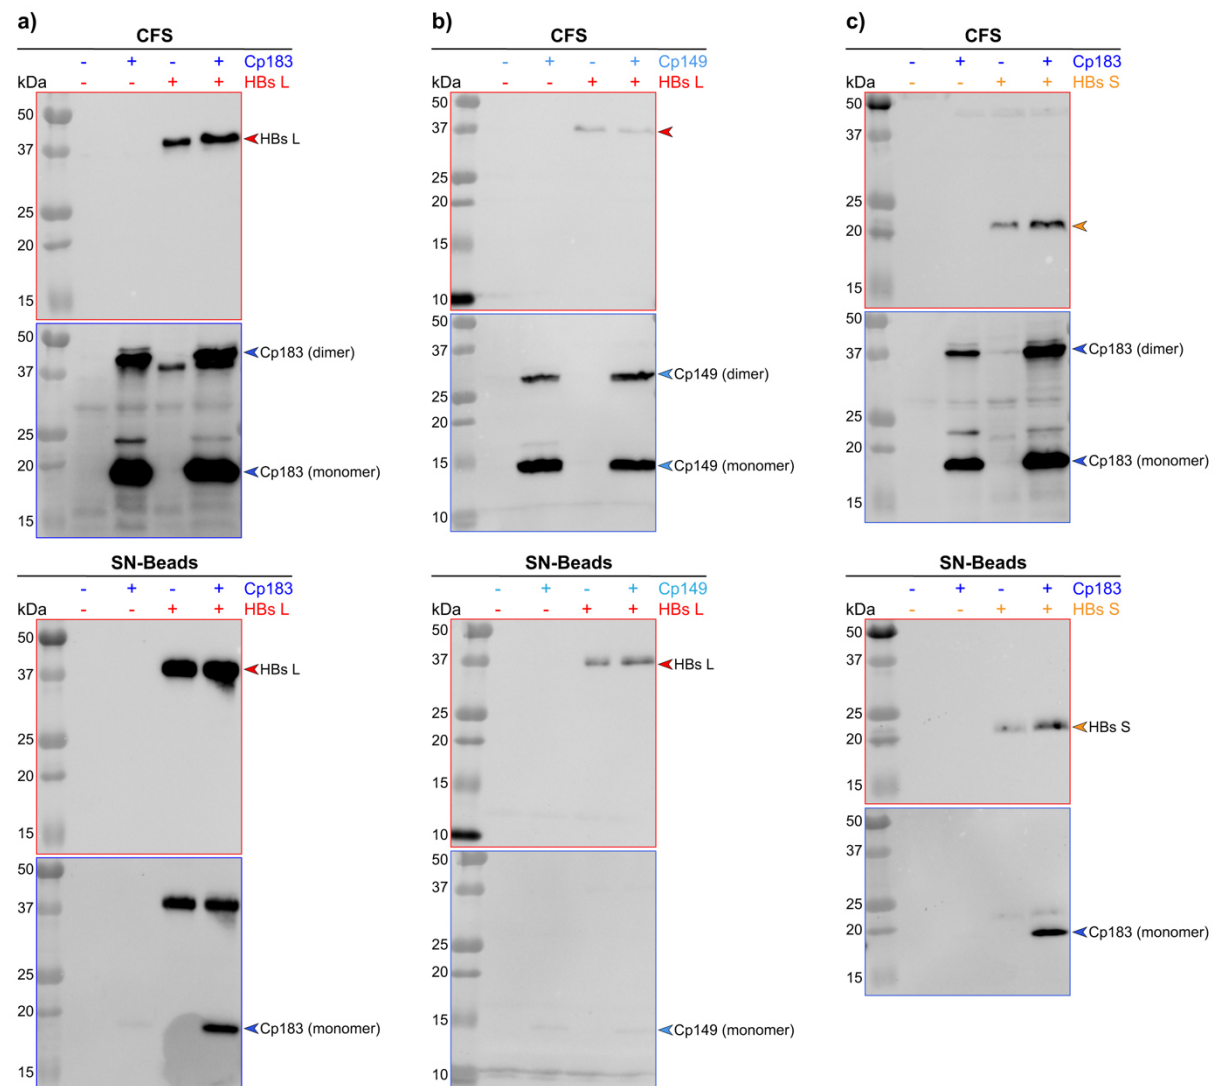 a)
CFS
- + - + Cp183
kDa - - + + HBs L
50
37
25
20
15
HBs L
50
37
25
20
15
Cp183 (dimer)
Cp183 (monomer)
SN-Beads
- + - + Cp183
kDa - - + + HBs L
50
37
25
20
15
HBs L
50
37
25
20
15
Cp183 (monomer)
b)
CFS
- + - + Cp149
kDa - - + + HBs L
50
37
25
20
15
10
50
37
25
20
15
10
Cp149 (dimer)
Cp149 (monomer)
SN-Beads
- + - + Cp149
kDa - - + + HBs L
50
37
25
20
15
10
HBs L
50
37
25
20
15
10
Cp149 (monomer)
c)
CFS
- + - + Cp183
kDa - - + + HBs S
50
37
25
20
15
50
37
25
20
15
Cp183 (dimer)
Cp183 (monomer)
SN-Beads
- + - + Cp183
kDa - - + + HBs S
50
37
25
20
15
HBs S
50
37
25
20
15
Cp183 (monomer)